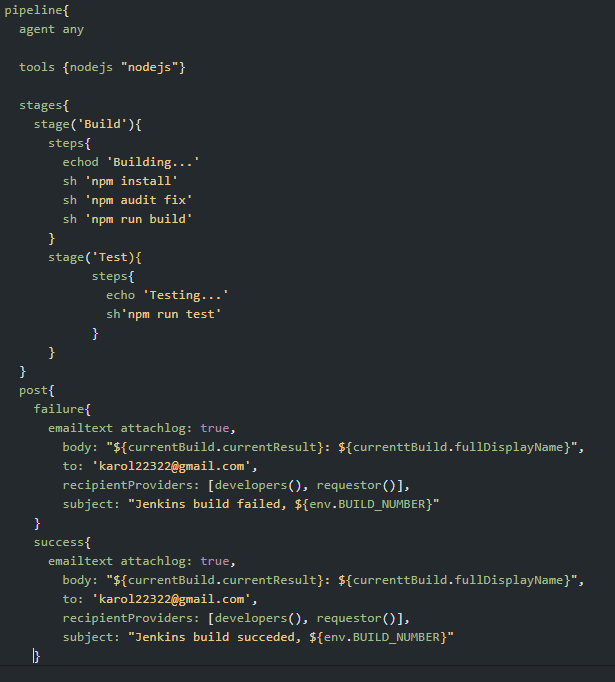 pipeline{
  agent any

  tools {nodejs "nodejs"}

  stages{
    stage('Build'){
      steps{
        echod 'Building...'
        sh 'npm install'
        sh 'npm audit fix'
        sh 'npm run build'
      }
      stage('Test){
            steps{
              echo 'Testing...'
              sh'npm run test'
            }
      }
  }
  post{
    failure{
      emailtext attachlog: true,
        body: "${currentBuild.currentResult}: ${currenttBuild.fullDisplayName}",
        to: 'karol22322@gmail.com',
        recipientProviders: [developers(), requestor()],
        subject: "Jenkins build failed, ${env.BUILD_NUMBER}"
    }
    success{
      emailtext attachlog: true,
        body: "${currentBuild.currentResult}: ${currenttBuild.fullDisplayName}",
        to: 'karol22322@gmail.com',
        recipientProviders: [developers(), requestor()],
        subject: "Jenkins build succeded, ${env.BUILD_NUMBER}"
    }